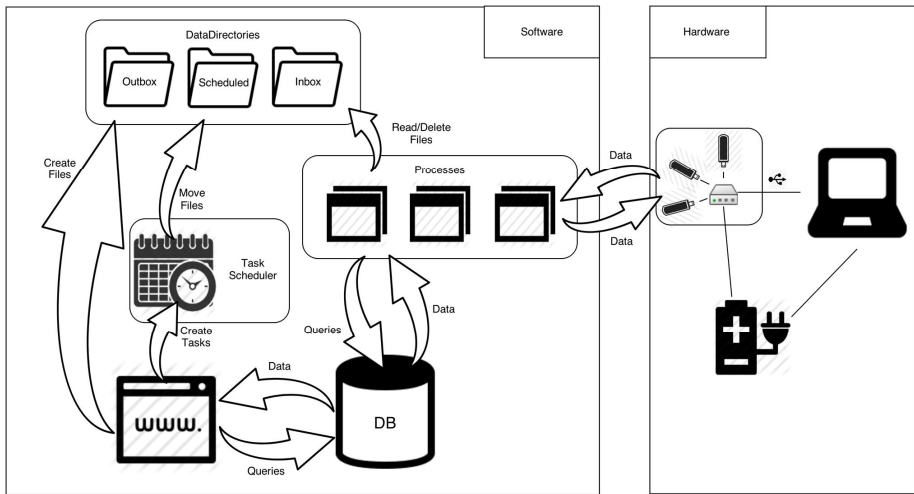 DataDirectories
Software
Hardware
Outbox
Scheduled
Inbox
Create
Files
Read/Delete
Files
Move
Files
Processes
Data
Data
Task
Scheduler
Create
Tasks
Queries
Data
Data
www.
DB
Queries